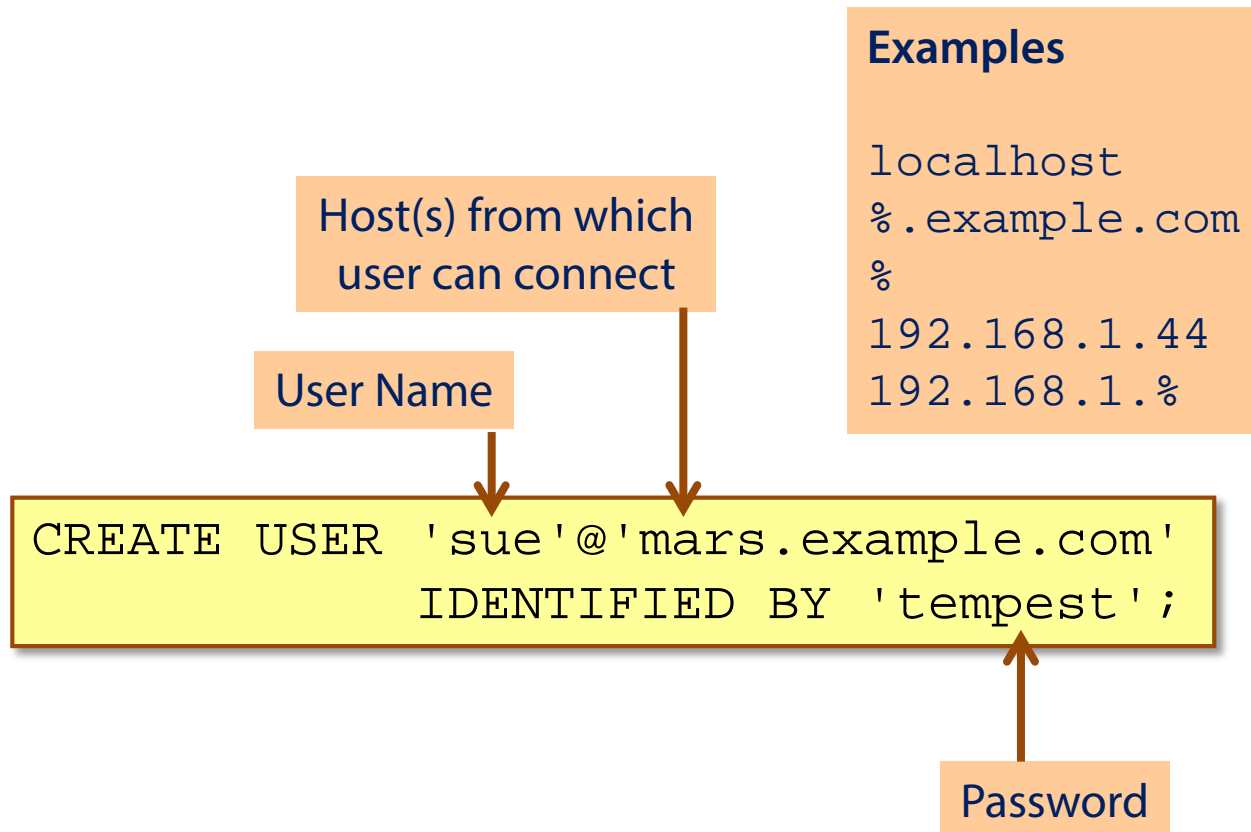 Examples
localhost
%.example.com
%
192.168.1.44
192.168.1.%
Host(s) from which
user can connect
User Name
CREATE USER 'sue'@'mars.example.com'
IDENTIFIED BY 'tempest';
Password